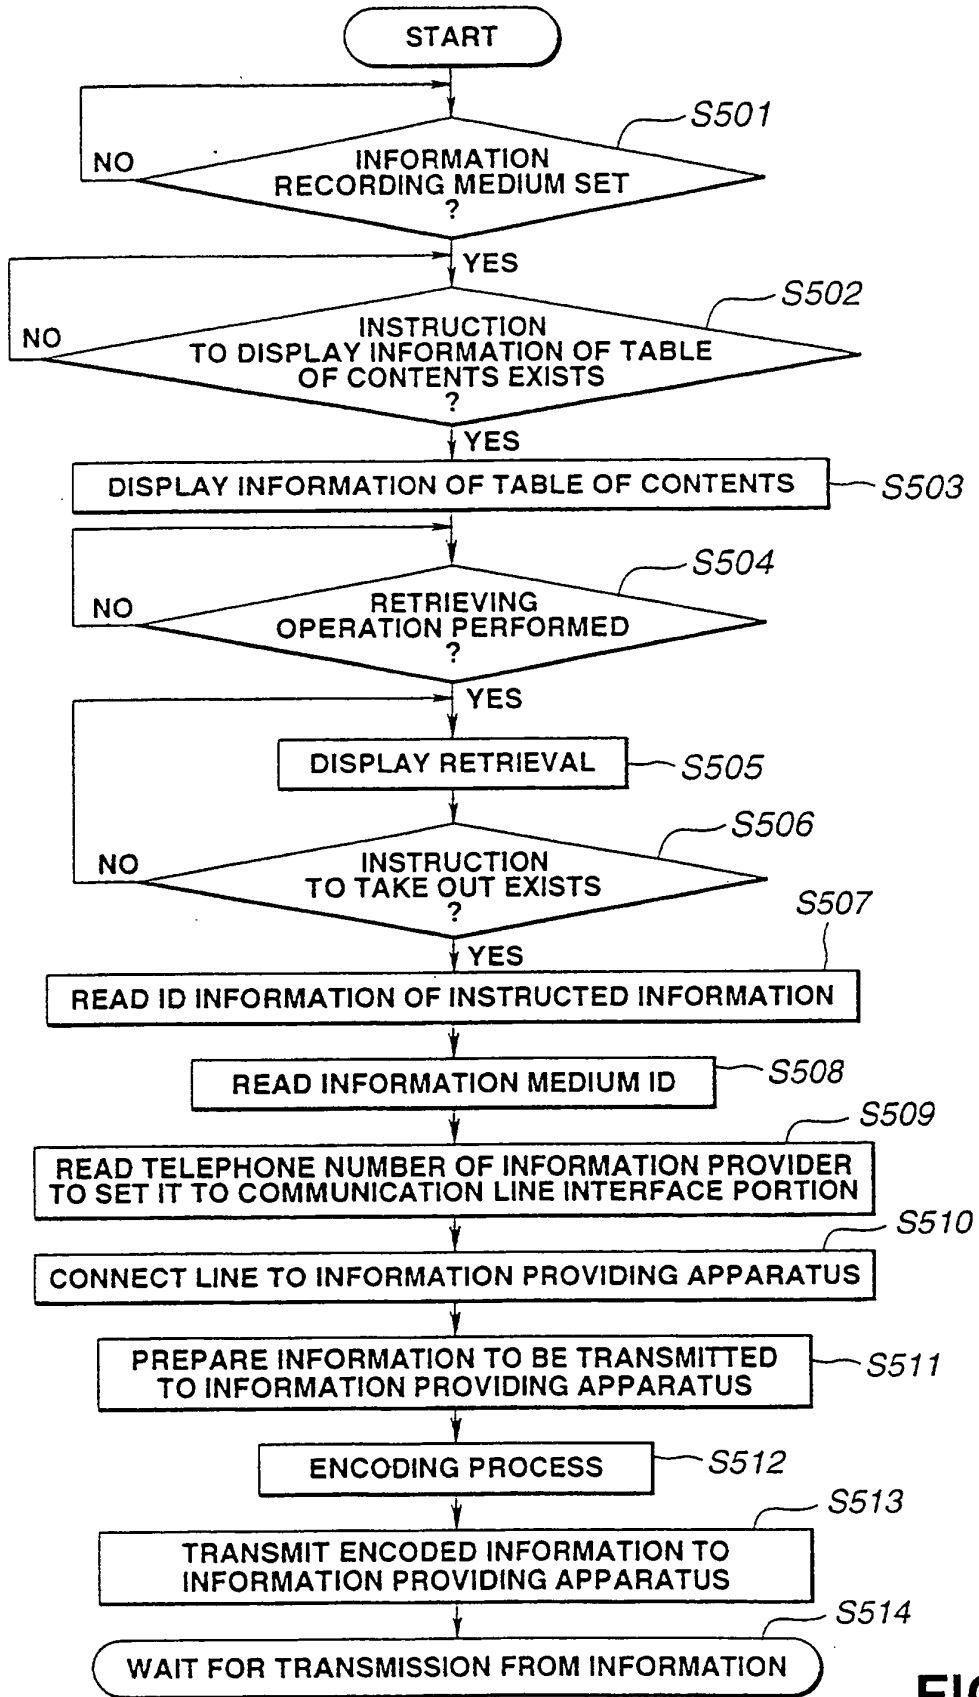 START
S501
NO
INFORMATION
RECORDING MEDIUM SET
?
YES
S502
NO
INSTRUCTION
TO DISPLAY INFORMATION OF TABLE
OF CONTENTS EXISTS
?
YES
DISPLAY INFORMATION OF TABLE OF CONTENTS
S503
S504
NO
RETRIEVING
OPERATION PERFORMED
?
YES
DISPLAY RETRIEVAL
S505
S506
NO
INSTRUCTION
TO TAKE OUT EXISTS
?
S507
YES
READ ID INFORMATION OF INSTRUCTED INFORMATION
READ INFORMATION MEDIUM ID
S508
S509
READ TELEPHONE NUMBER OF INFORMATION PROVIDER
TO SET IT TO COMMUNICATION LINE INTERFACE PORTION
S510
CONNECT LINE TO INFORMATION PROVIDING APPARATUS
PREPARE INFORMATION TO BE TRANSMITTED
TO INFORMATION PROVIDING APPARATUS
S511
ENCODING PROCESS
S512
S513
TRANSMIT ENCODED INFORMATION TO
INFORMATION PROVIDING APPARATUS
S514
WAIT FOR TRANSMISSION FROM INFORMATION